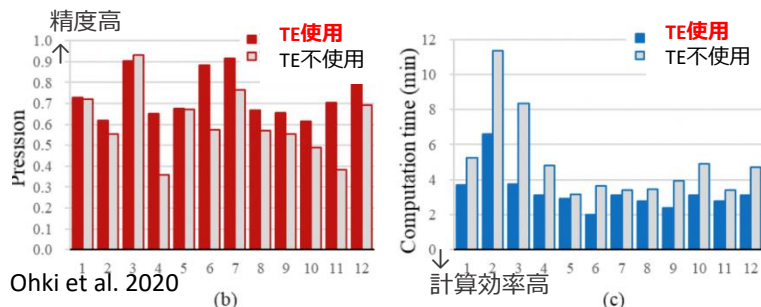 精度高
TE使用
TE不使用
1.0
0.9
0.8
0.7
0.6
0.5
0.4
0.3
0.2
0.1
0.0
Presision
1 2 3 4 5 6 7 8 9 10 11 12
Ohki et al. 2020
(b)
TE使用
TE不使用
12
10
8
6
4
2
0
Computation time (min)
1 2 3 4 5 6 7 8 9 10 11 12
計算効率高
(c)